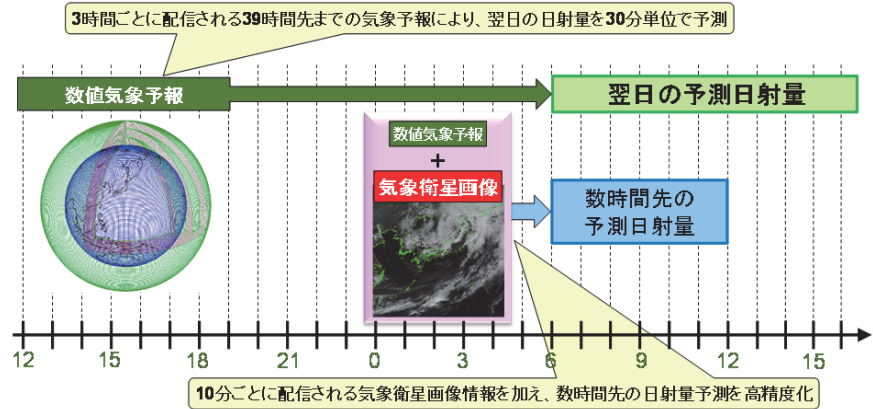 3時間ごとに配信される39時間先までの気象予報により、翌日の日射量を30分単位で予測
数値気象予報
翌日の予測日射量
数値気象予報
+
気象衛星画像
数時間先の
予測日射量
12 15 18 21 0 3 6 9 12 15
10分ごとに配信される気象衛星画像情報を加え、数時間先の日射量予測を高精度化